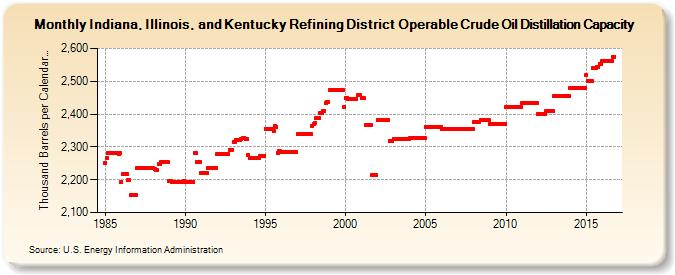 Monthly Indiana, Illinois, and Kentucky Refining District Operable Crude Oil Distillation Capacity
Thousand Barrels per Calendar...
2,600
2,500
2,400
2,300
2,200
2,100
1985 1990 1995 2000 2005 2010 2015
Source: U.S. Energy Information Administration